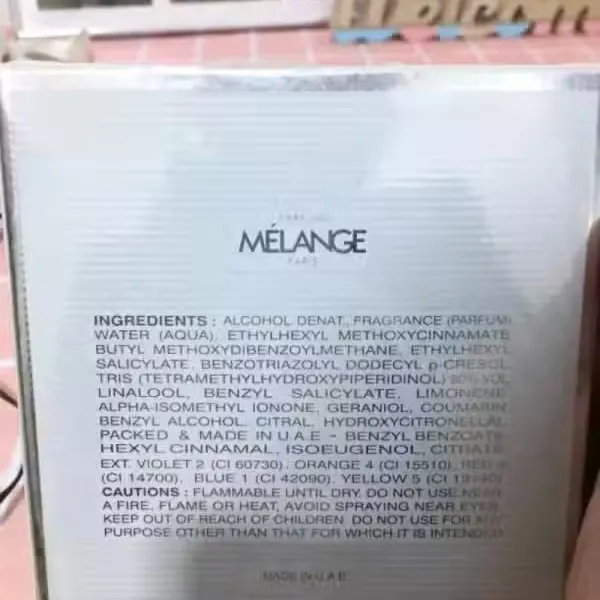 MÉLANGE
PARIS
INGREDIENTS : ALCOHOL DENAT., FRAGRANCE (PARFUM)
WATER (AQUA), ETHYLHEXYL METHOXYCINNAMATE
BUTYL METHOXYDIBENZOYLMETHANE, ETHYLHEXYL
SALICYLATE, BENZOTRIAZOLYL DODECYL p-CRESOL,
TRIS (TETRAMETHYLHYDROXYPIPERIDINOL) 80% VOL,
LINALOOL, BENZYL SALICYLATE, LIMONENE,
ALPHA-ISOMETHYL IONONE, GERANIOL, COUMARIN,
BENZYL ALCOHOL, CITRAL, HYDROXYCITRONELLAL
PACKED & MADE IN U A.E - BENZYL BENZOATE
HEXYL CINNAMAL, ISOEUGENOL, CITRATE
EXT. VIOLET 2 (CI 60730), ORANGE 4 (CI 15510), RED
(CI 14700), BLUE 1 (CI 42090), YELLOW 5 (CI
CAUTIONS : FLAMMABLE UNTIL DRY. DO NOT USE NEAR
A FIRE, FLAME OR HEAT, AVOID SPRAYING NEAR EYES.
KEEP OUT OF REACH OF CHILDREN. DO NOT USE FOR ANY
PURPOSE OTHER THAN THAT FOR WHICH IT IS INTENDED.
MADE IN U.A.E